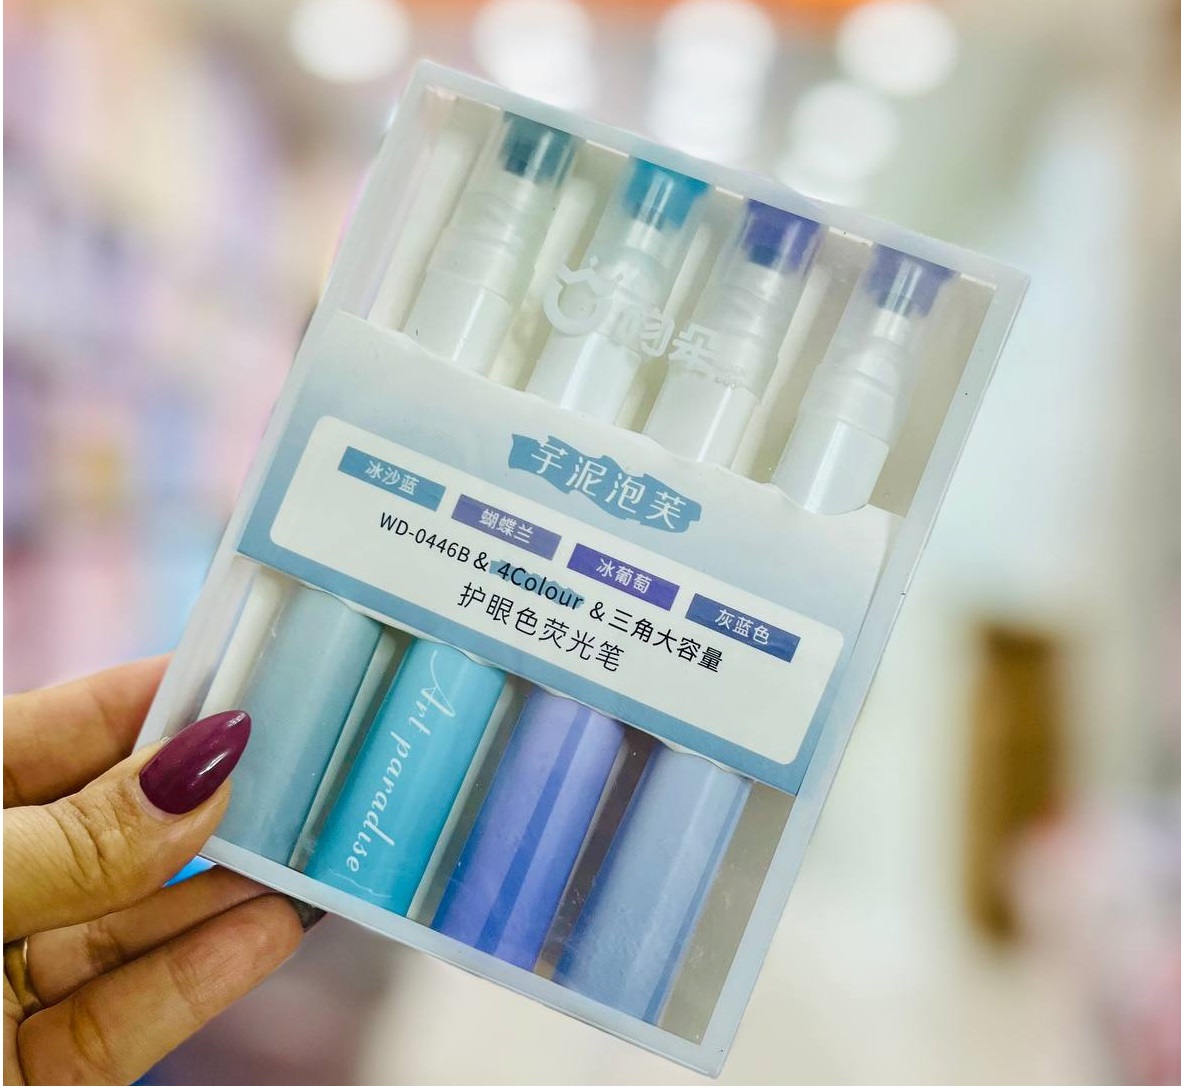 芋泥泡芙
冰沙蓝 蝴蝶兰 冰葡萄 灰蓝色
WD-0446B & 4Colour & 三角大容量
护眼色荧光笔
Art paradise